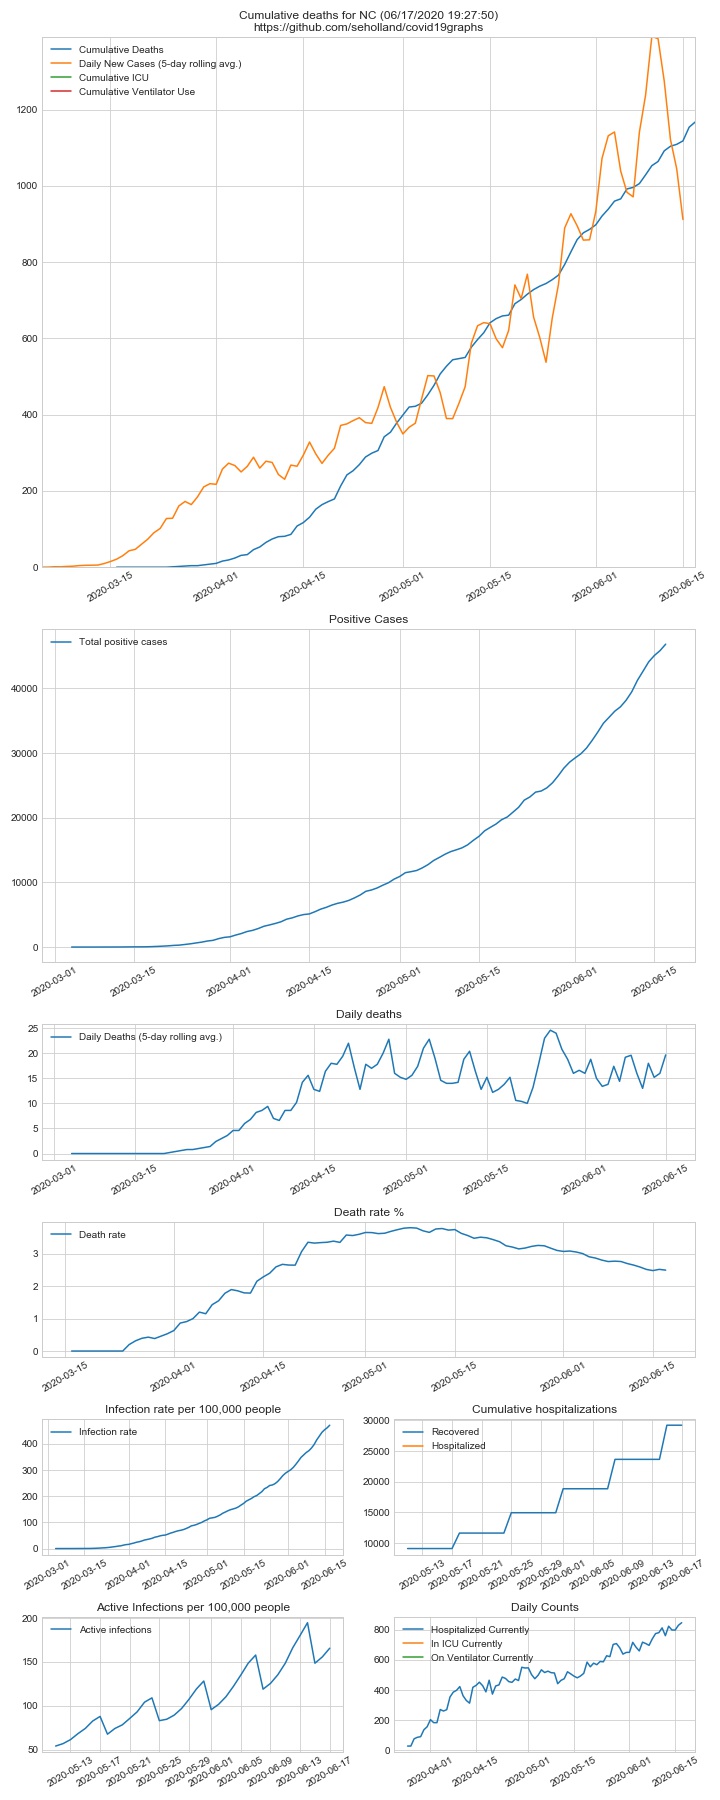 Cumulative deaths for NC (06/17/2020 19:27:50)
https://github.com/seholland/covid19graphs
Cumulative Deaths
Daily New Cases (5-day rolling avg.)
Cumulative ICU
Cumulative Ventilator Use
1200
1000
800
600
400
200
0
2020-03-15 2020-04-01 2020-04-15 2020-05-01 2020-05-15 2020-06-01 2020-06-15
Positive Cases
Total positive cases
40000
30000
20000
10000
0
2020-03-01 2020-03-15 2020-04-01 2020-04-15 2020-05-01 2020-05-15 2020-06-01 2020-06-15
Daily deaths
Daily Deaths (5-day rolling avg.)
25
20
15
10
5
0
2020-03-01 2020-03-15 2020-04-01 2020-04-15 2020-05-01 2020-05-15 2020-06-01 2020-06-15
Death rate %
Death rate
3
2
1
0
2020-03-15 2020-04-01 2020-04-15 2020-05-01 2020-05-15 2020-06-01 2020-06-15
Infection rate per 100,000 people
Infection rate
400
300
200
100
0
2020-03-01 2020-03-15 2020-04-01 2020-04-15 2020-05-01 2020-05-15 2020-06-01 2020-06-15
Cumulative hospitalizations
Recovered
Hospitalized
30000
25000
20000
15000
10000
2020-05-13 2020-05-17 2020-05-21 2020-05-25 2020-05-29 2020-06-01 2020-06-05 2020-06-09 2020-06-13 2020-06-17
Active Infections per 100,000 people
Active infections
200
150
100
50
2020-05-13 2020-05-17 2020-05-21 2020-05-25 2020-05-29 2020-06-01 2020-06-05 2020-06-09 2020-06-13 2020-06-17
Daily Counts
Hospitalized Currently
In ICU Currently
On Ventilator Currently
800
600
400
200
0
2020-04-01 2020-04-15 2020-05-01 2020-05-15 2020-06-01 2020-06-15